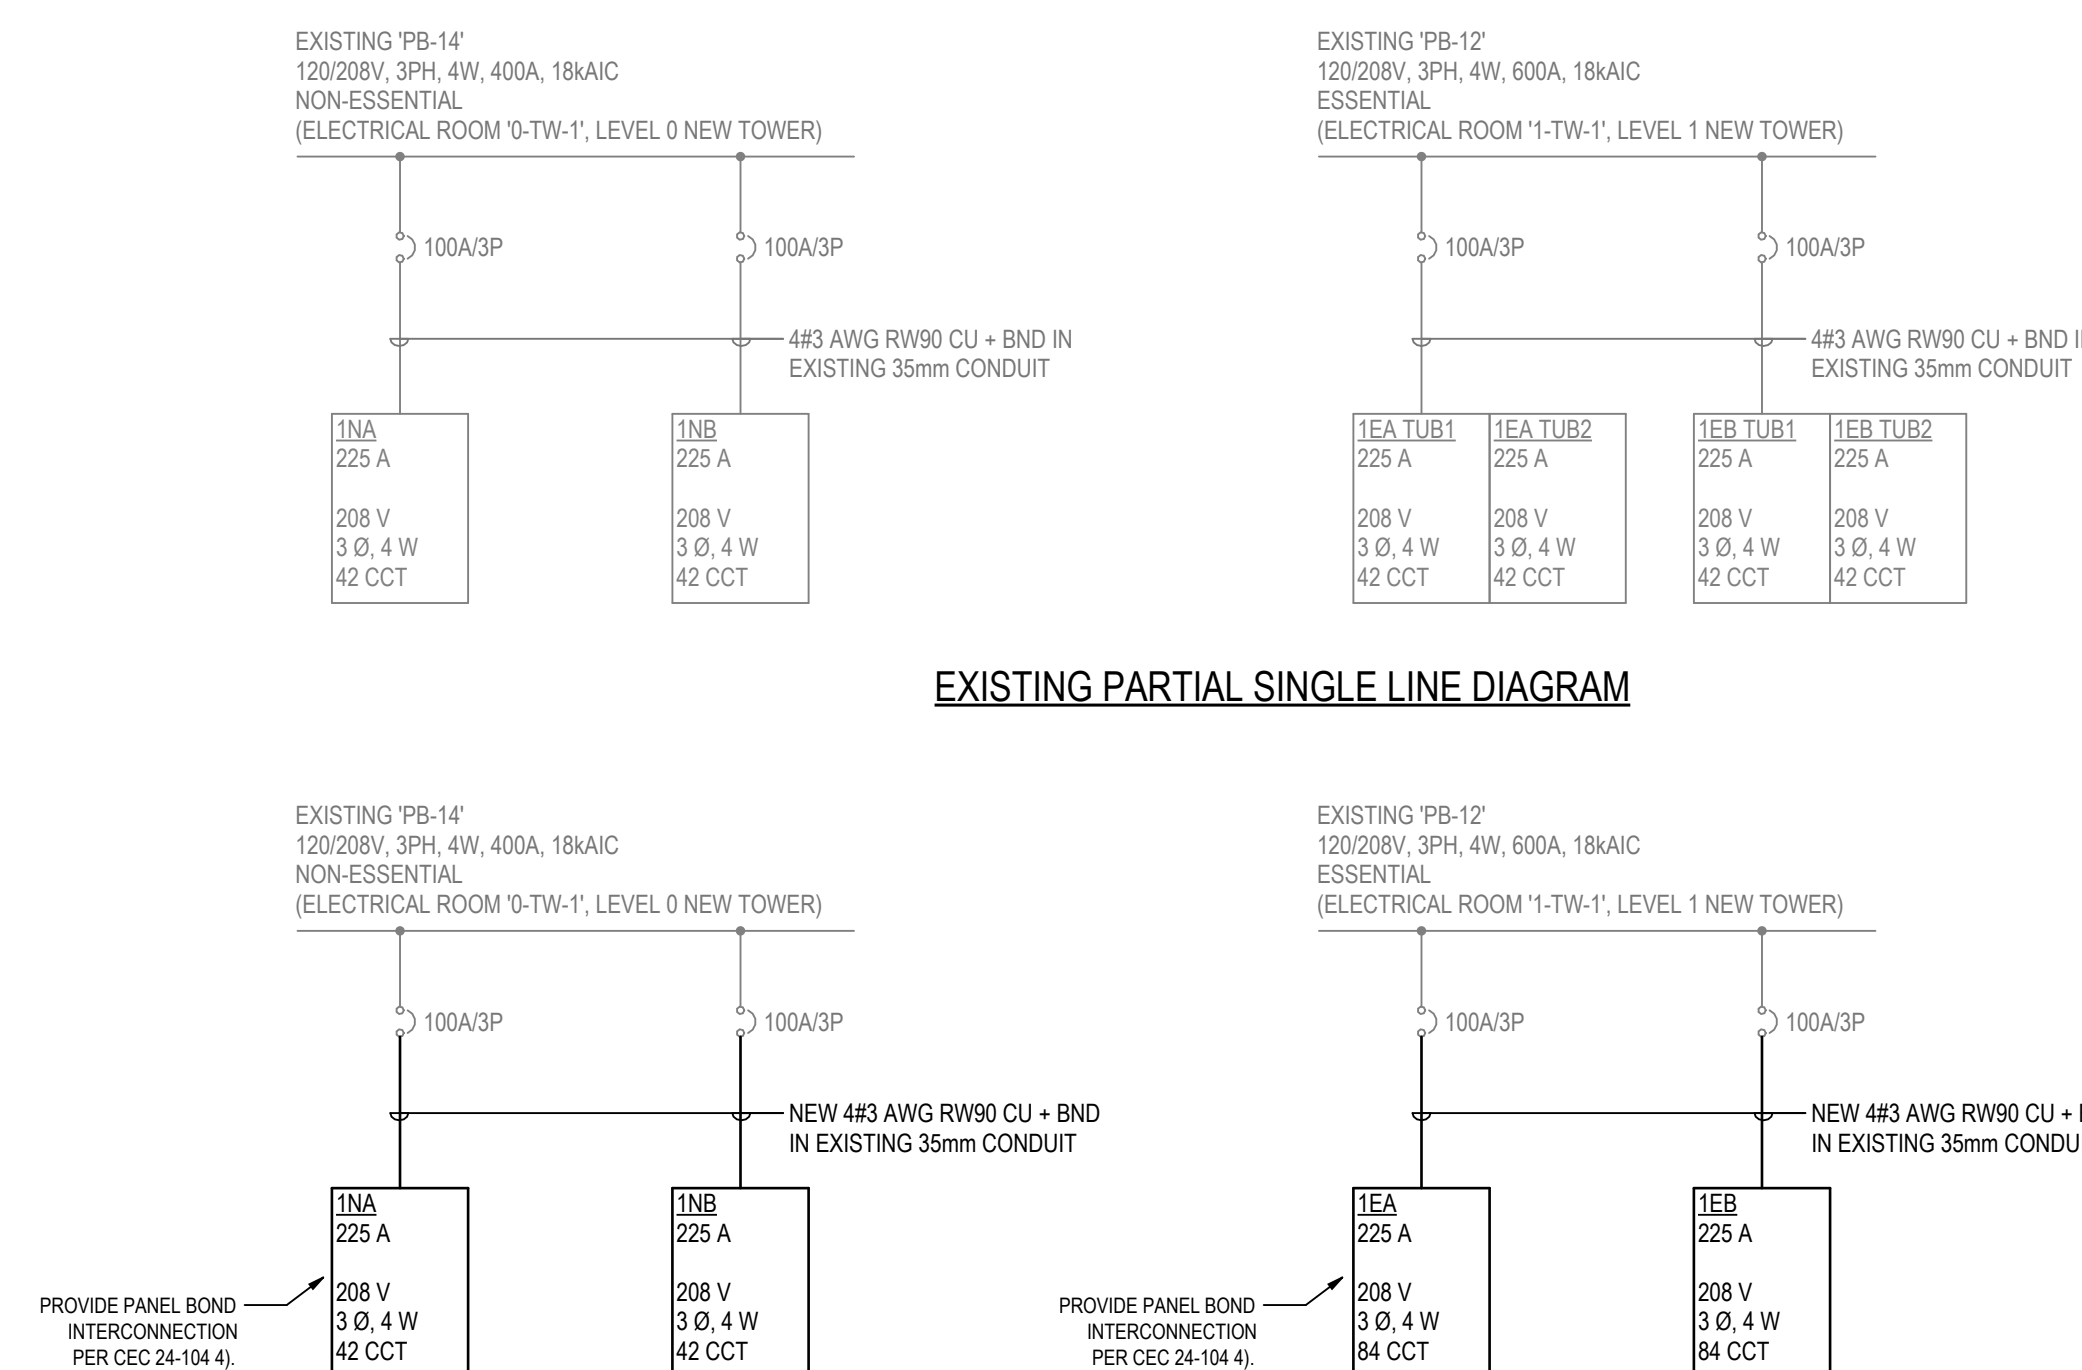 EXISTING 'PB-14'
120/208V, 3PH, 4W, 400A, 18kAIC
NON-ESSENTIAL
(ELECTRICAL ROOM '0-TW-1', LEVEL 0 NEW TOWER)
100A/3P
100A/3P
4#3 AWG RW90 CU + BND IN
EXISTING 35mm CONDUIT
1NA
225 A
208 V
3 Ø, 4 W
42 CCT
1NB
225 A
208 V
3 Ø, 4 W
42 CCT
EXISTING 'PB-12'
120/208V, 3PH, 4W, 600A, 18kAIC
ESSENTIAL
(ELECTRICAL ROOM '1-TW-1', LEVEL 1 NEW TOWER)
100A/3P
100A/3P
4#3 AWG RW90 CU + BND
EXISTING 35mm CONDUIT
1EA TUB1
225 A
208 V
3 Ø, 4 W
42 CCT
1EA TUB2
225 A
208 V
3 Ø, 4 W
42 CCT
1EB TUB1
225 A
208 V
3 Ø, 4 W
42 CCT
1EB TUB2
225 A
208 V
3 Ø, 4 W
42 CCT
EXISTING PARTIAL SINGLE LINE DIAGRAM
EXISTING 'PB-14'
120/208V, 3PH, 4W, 400A, 18kAIC
NON-ESSENTIAL
(ELECTRICAL ROOM '0-TW-1', LEVEL 0 NEW TOWER)
100A/3P
100A/3P
NEW 4#3 AWG RW90 CU + BND
IN EXISTING 35mm CONDUIT
1NA
225 A
208 V
3 Ø, 4 W
42 CCT
1NB
225 A
208 V
3 Ø, 4 W
42 CCT
PROVIDE PANEL BOND
INTERCONNECTION
PER CEC 24-104 4).
EXISTING 'PB-12'
120/208V, 3PH, 4W, 600A, 18kAIC
ESSENTIAL
(ELECTRICAL ROOM '1-TW-1', LEVEL 1 NEW TOWER)
100A/3P
100A/3P
NEW 4#3 AWG RW90 CU +
IN EXISTING 35mm CONDU
1EA
225 A
208 V
3 Ø, 4 W
84 CCT
1EB
225 A
208 V
3 Ø, 4 W
84 CCT
PROVIDE PANEL BOND
INTERCONNECTION
PER CEC 24-104 4).